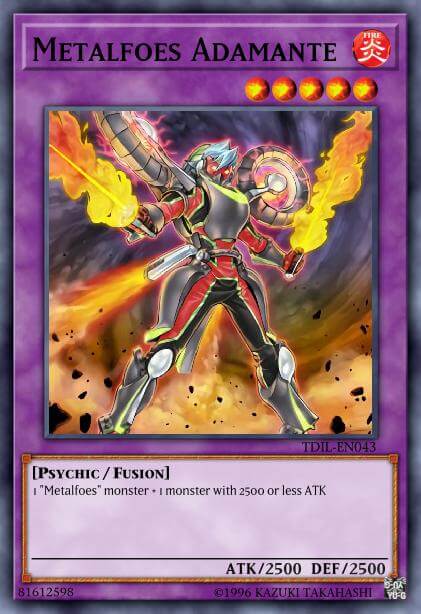 METALFOES ADAMANTE
FIRE
炎
TDIL-EN043
[PSYCHIC / FUSION]
1 "Metalfoes" monster + 1 monster with 2500 or less ATK
ATK/2500 DEF/2500
81612598
©1996 KAZUKI TAKAHASHI